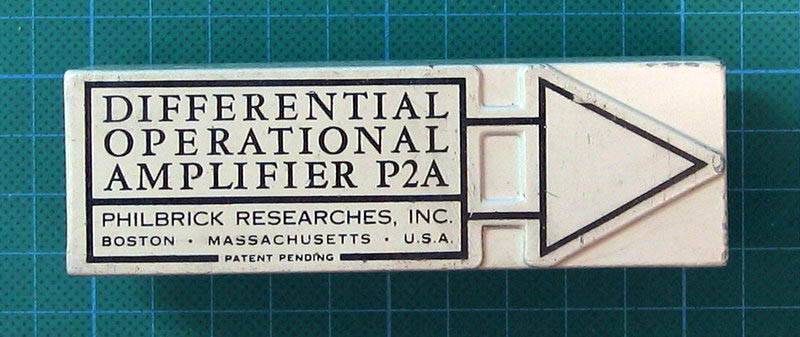 DIFFERENTIAL
OPERATIONAL
AMPLIFIER P2A
PHILBRICK RESEARCHES, INC.
BOSTON · MASSACHUSETTS · U.S.A.
PATENT PENDING